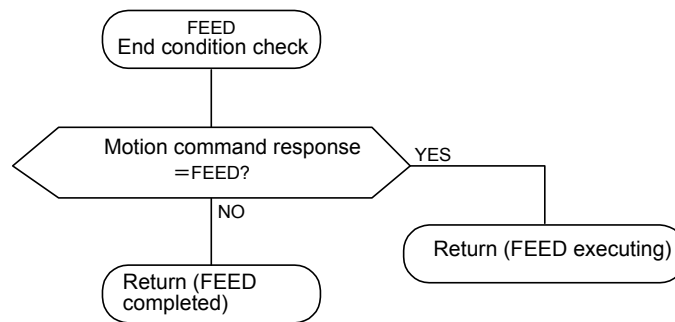 FEED
End condition check
Motion command response
＝FEED?
YES
NO
Return (FEED executing)
Return (FEED
completed)